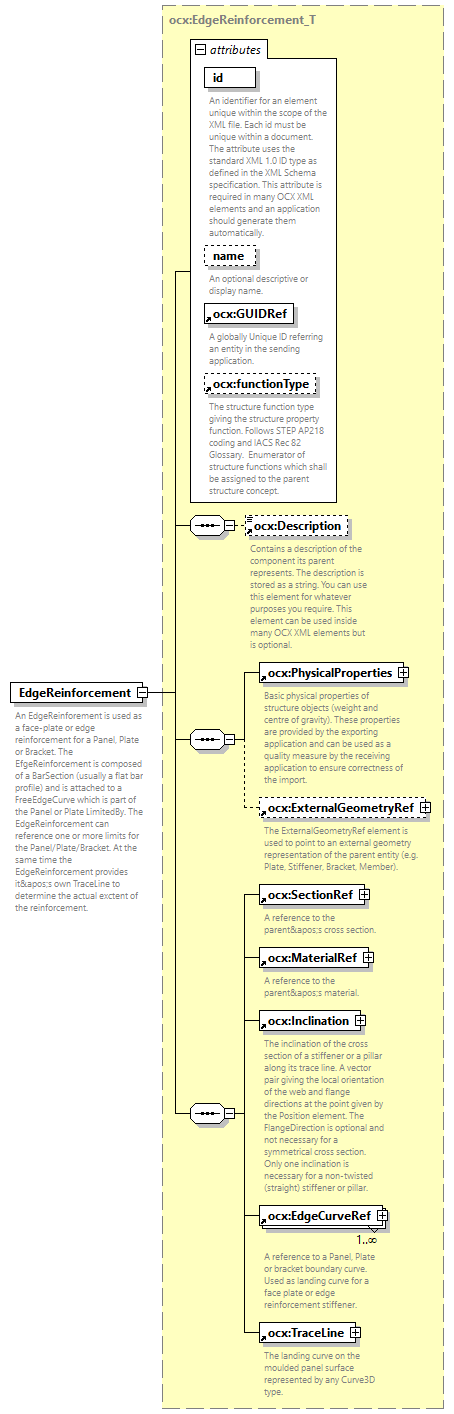 ocx:EdgeReinforcement_T
attributes
id
An identifier for an element
unique within the scope of the
XML file. Each id must be
unique within a document.
The attribute uses the
standard XML 1.0 ID type as
defined in the XML Schema
specification. This attribute is
required in many OCX XML
elements and an application
should generate them
automatically.
name
An optional descriptive or
display name.
ocx:GUIDRef
A globally Unique ID referring
an entity in the sending
application.
ocx:functionType
The structure function type
giving the structure property
function. Follows STEP AP218
coding and IACS Rec 82
Glossary.  Enumerator of
structure functions which shall
be assigned to the parent
structure concept.
ocx:Description
Contains a description of the
component its parent
represents. The description is
stored as a string. You can use
this element for whatever
purposes you require. This
element can be used inside
many OCX XML elements but
is optional.
EdgeReinforcement
An EdgeReinforement is used as
a face-plate or edge
reinforcement for a Panel, Plate
or Bracket. The
EfgeReinforcement is composed
of a BarSection (usually a flat bar
profile) and is attached to a
FreeEdgeCurve which is part of
the Panel or Plate LimitedBy. The
EdgeReinforcement can
reference one or more limits for
the Panel/Plate/Bracket. At the
same time the
EdgeReinforcement provides
it&apos;s own TraceLine to
determine the actual exctent of
the reinforcement.
ocx:PhysicalProperties
Basic physical properties of
structure objects (weight and
centre of gravity). These properties
are provided by the exporting
application and can be used as a
quality measure by the receiving
application to ensure correctness of
the import.
ocx:ExternalGeometryRef
The ExternalGeometryRef element is
used to point to an external geometry
representation of the parent entity (e.g.
Plate, Stiffener, Bracket, Member).
ocx:SectionRef
A reference to the
parent&apos;s cross section.
ocx:MaterialRef
A reference to the
parent&apos;s material.
ocx:Inclination
The inclination of the cross
section of a stiffener or a pillar
along its trace line. A vector
pair giving the local orientation
of the web and flange
directions at the point given by
the Position element. The
FlangeDirection is optional and
not necessary for a
symmetrical cross section.
Only one inclination is
necessary for a non-twisted
(straight) stiffener or pillar.
ocx:EdgeCurveRef
1..∞
A reference to a Panel, Plate
or bracket boundary curve.
Used as landing curve for a
face plate or edge
reinforcement stiffener.
ocx:TraceLine
The landing curve on the
moulded panel surface
represented by any Curve3D
type.